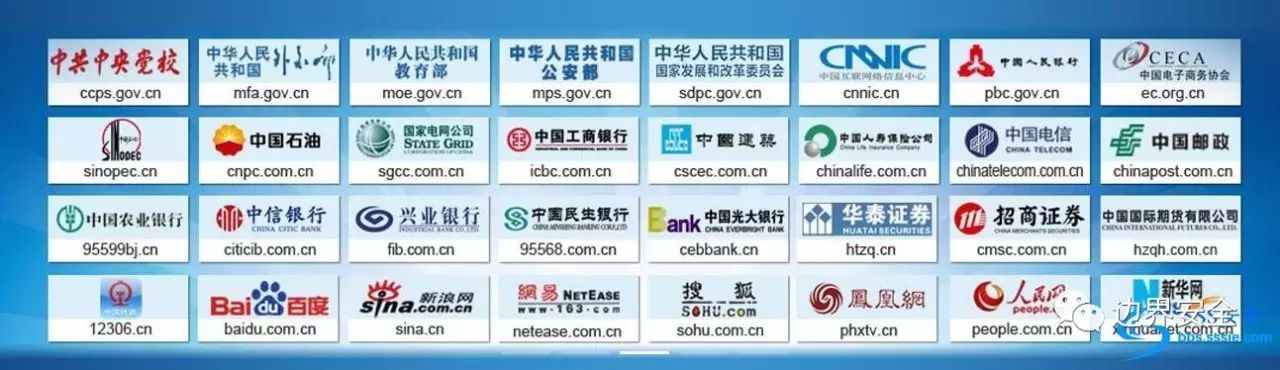 中共中央党校
ccps.gov.cn
中华人民
共和国外交部
mfa.gov.cn
中华人民共和国
教育部
moe.gov.cn
中华人民共和国
公安部
mps.gov.cn
中华人民共和国
国家发展和改革委员会
sdpc.gov.cn
CNNIC
中国互联网络信息中心
cnnic.gov.cn
中国人民银行
pbc.gov.cn
CECA
中国电子商务协会
ec.org.cn
SINOPEC
sinopec.cn
中国石油
cnpc.com.cn
国家电网公司
STATE GRID
CORPORATION OF CHINA
sgcc.com.cn
中国工商银行
INDUSTRIAL AND COMMERCIAL BANK OF CHINA
icbc.com.cn
中國建築
cscec.com.cn
中国人寿保险公司
China Life Insurance Company
chinalife.com.cn
中国电信
CHINA TELECOM
chinatelecom.com.cn
中国邮政
chinapost.com.cn
中国农业银行
95599bj.com.cn
中信银行
CHINA CITIC BANK
citicib.com.cn
兴业银行
INDUSTRIAL BANK CO.,LTD.
fib.com.cn
中国民生银行
CHINA MINSHENG BANKING CORP.,LTD.
95568.com.cn
Bank 中国光大银行
CHINA EVERBRIGHT BANK
cebbank.com.cn
华泰证券
HUATAI SECURITIES
htzq.com.cn
招商证券
CHINA MERCHANTS SECURITIES
cmsc.com.cn
中国国际期货有限公司
CHINA INTERNATIONAL FUTURES CO., LTD.
hzqh.com.cn
中国铁路
12306.cn
Bai du 百度
baidu.com.cn
sina 新浪网
sina.cn
網易 NETEASE
www·163·com
netease.com.cn
搜狐
SOHU.com
sohu.com.cn
鳳凰網
phxtv.cn
人民网
people.
people.com.cn
新华网
xinhuanet.com.cn
边界安全
bbs.sssie.com